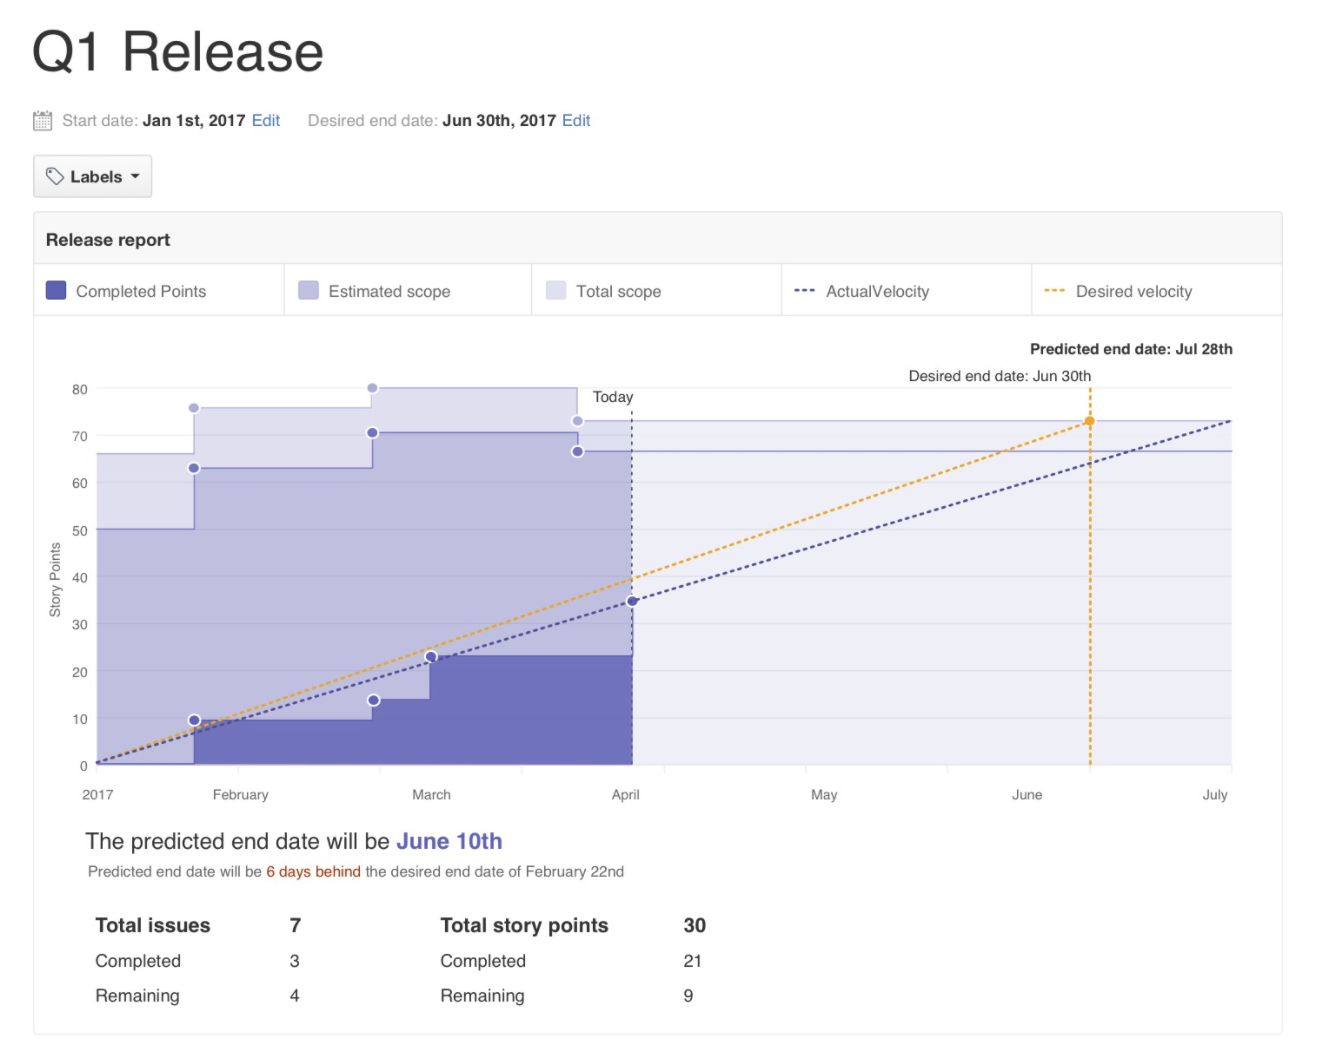 Q1 Release
Start date: Jan 1st, 2017 Edit Desired end date: Jun 30th, 2017 Edit
Labels
Release report
Completed Points Estimated scope Total scope ActualVelocity Desired velocity
Predicted end date: Jul 28th
Desired end date: Jun 30th
Today
80
70
60
50
40
30
20
10
0
Story Points
2017 February March April May June July
The predicted end date will be June 10th
Predicted end date will be 6 days behind the desired end date of February 22nd
Total issues 7 Total story points 30
Completed 3 Completed 21
Remaining 4 Remaining 9